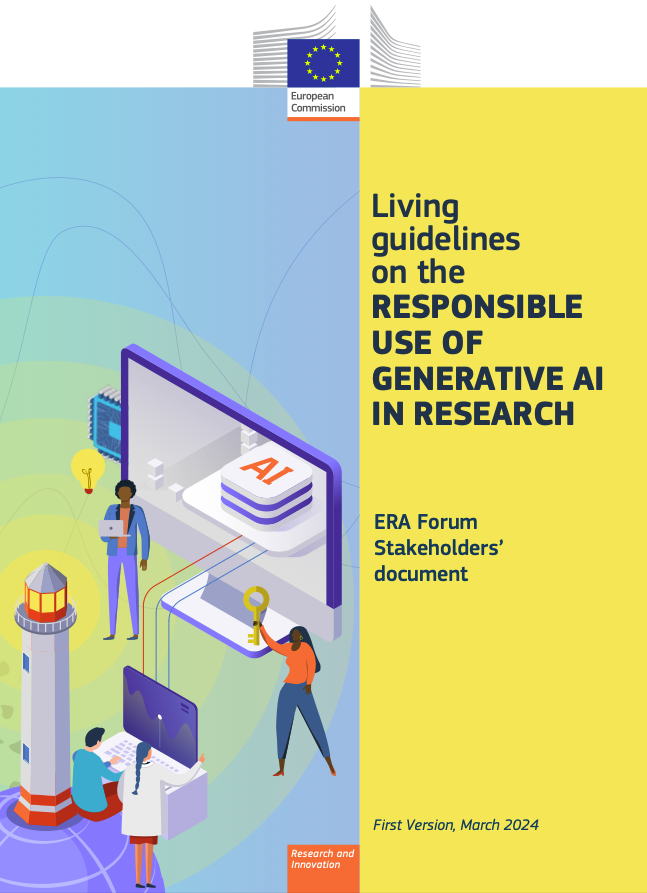 European
Commission
Living
guidelines
on the
RESPONSIBLE
USE OF
GENERATIVE AI
IN RESEARCH
AI
ERA Forum
Stakeholders’
document
First Version, March 2024
Research and
Innovation